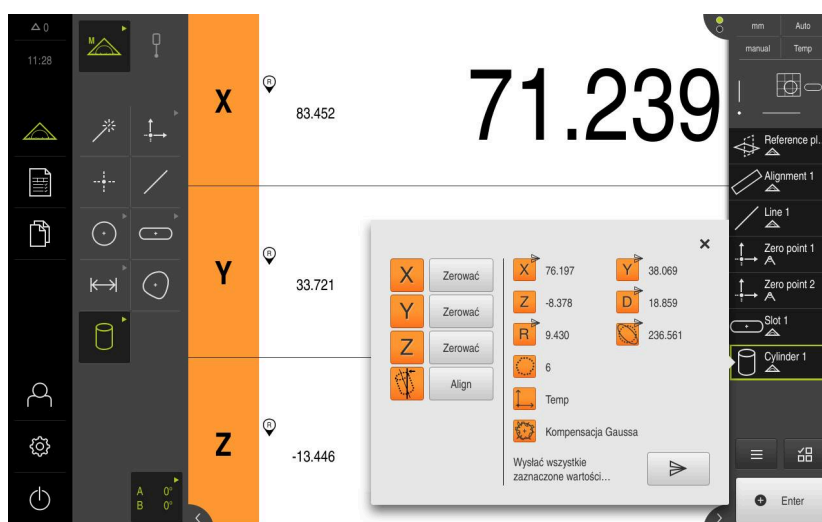 0
11:28
M
A 0°
B 0°
X
R
83.452
71.239
Y
R
33.721
Z
R
-13.446
X Zerować
Y Zerować
Z Zerować
Align
X 76.197 Y 38.069
Z -8.378 D 18.859
R 9.430 236.561
6
Temp
Kompensacja Gaussa
Wysłać wszystkie
zaznaczone wartości...
mm Auto
manual Temp
Reference pl.
Alignment 1
Line 1
Zero point 1
Zero point 2
Slot 1
Cylinder 1
Enter